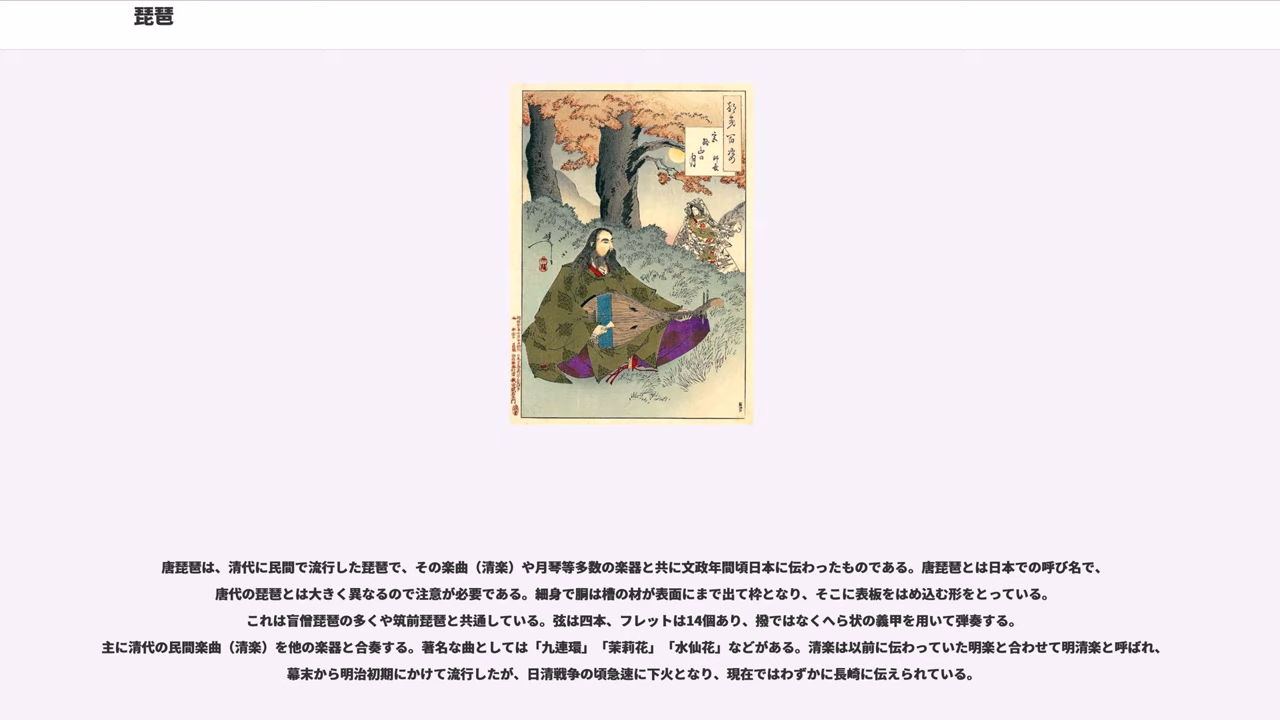 琵琶
唐琵琶は、清代に民間で流行した琵琶で、その楽曲（清楽）や月琴等多数の楽器と共に文政年間頃日本に伝わったものである。唐琵琶とは日本での呼び名で、
唐代の琵琶とは大きく異なるので注意が必要である。細身で胴は槽の材が表面にまで出て枠となり、そこに表板をはめ込む形をとっている。
これは盲僧琵琶の多くや筑前琵琶と共通している。弦は四本、フレットは14個あり、撥ではなくへら状の義甲を用いて弾奏する。
主に清代の民間楽曲（清楽）を他の楽器と合奏する。著名な曲としては「九連環」「茉莉花」「水仙花」などがある。清楽は以前に伝わっていた明楽と合わせて明清楽と呼ばれ、
幕末から明治初期にかけて流行したが、日清戦争の頃急速に下火となり、現在ではわずかに長崎に伝えられている。